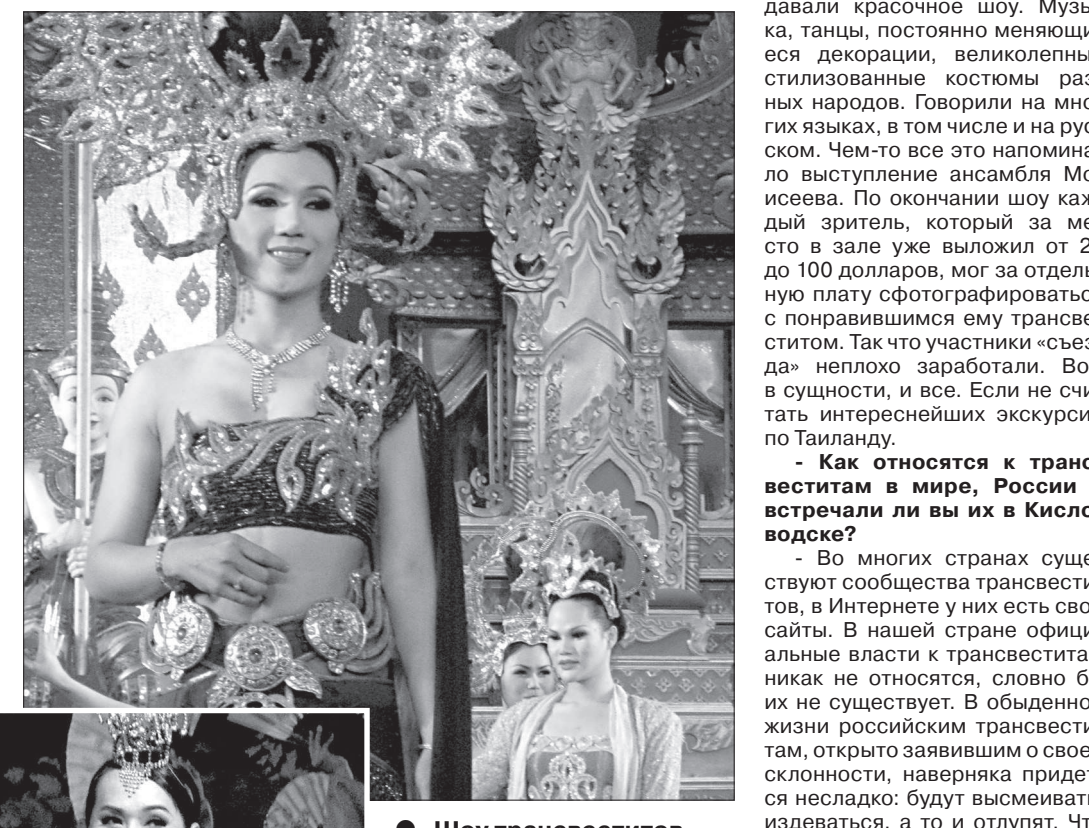 давали красочное шоу. Музы
ка, танцы, постоянно меняющи
еся декорации, великолепны
стилизованные костюмы раз
ных народов. Говорили на мно
гих языках, в том числе и на рус
ском. Чем-то все это напомина
ло выступление ансамбля Мо
исеева. По окончании шоу каж
дый зритель, который за ме
сто в зале уже выложил от 2
до 100 долларов, мог за отдель
ную плату сфотографироватьс
с понравившимся ему трансве
ститом. Так что участники «съез
да» неплохо заработали. Во
в сущности, и все. Если не счи
тать интереснейших экскурси
по Таиланду.
- Как относятся к транс
веститам в мире, России
встречали ли вы их в Кисло
водске?
- Во многих странах суще
ствуют сообщества трансвести
тов, в Интернете у них есть сво
сайты. В нашей стране офици
альные власти к трансвестита
никак не относятся, словно б
их не существует. В обыденно
жизни российским трансвести
там, открыто заявившим о свое
склонности, наверняка придет
ся несладко: будут высмеиват
издеваться, а то и отлупят. Чт
● Шоу трансвеститов